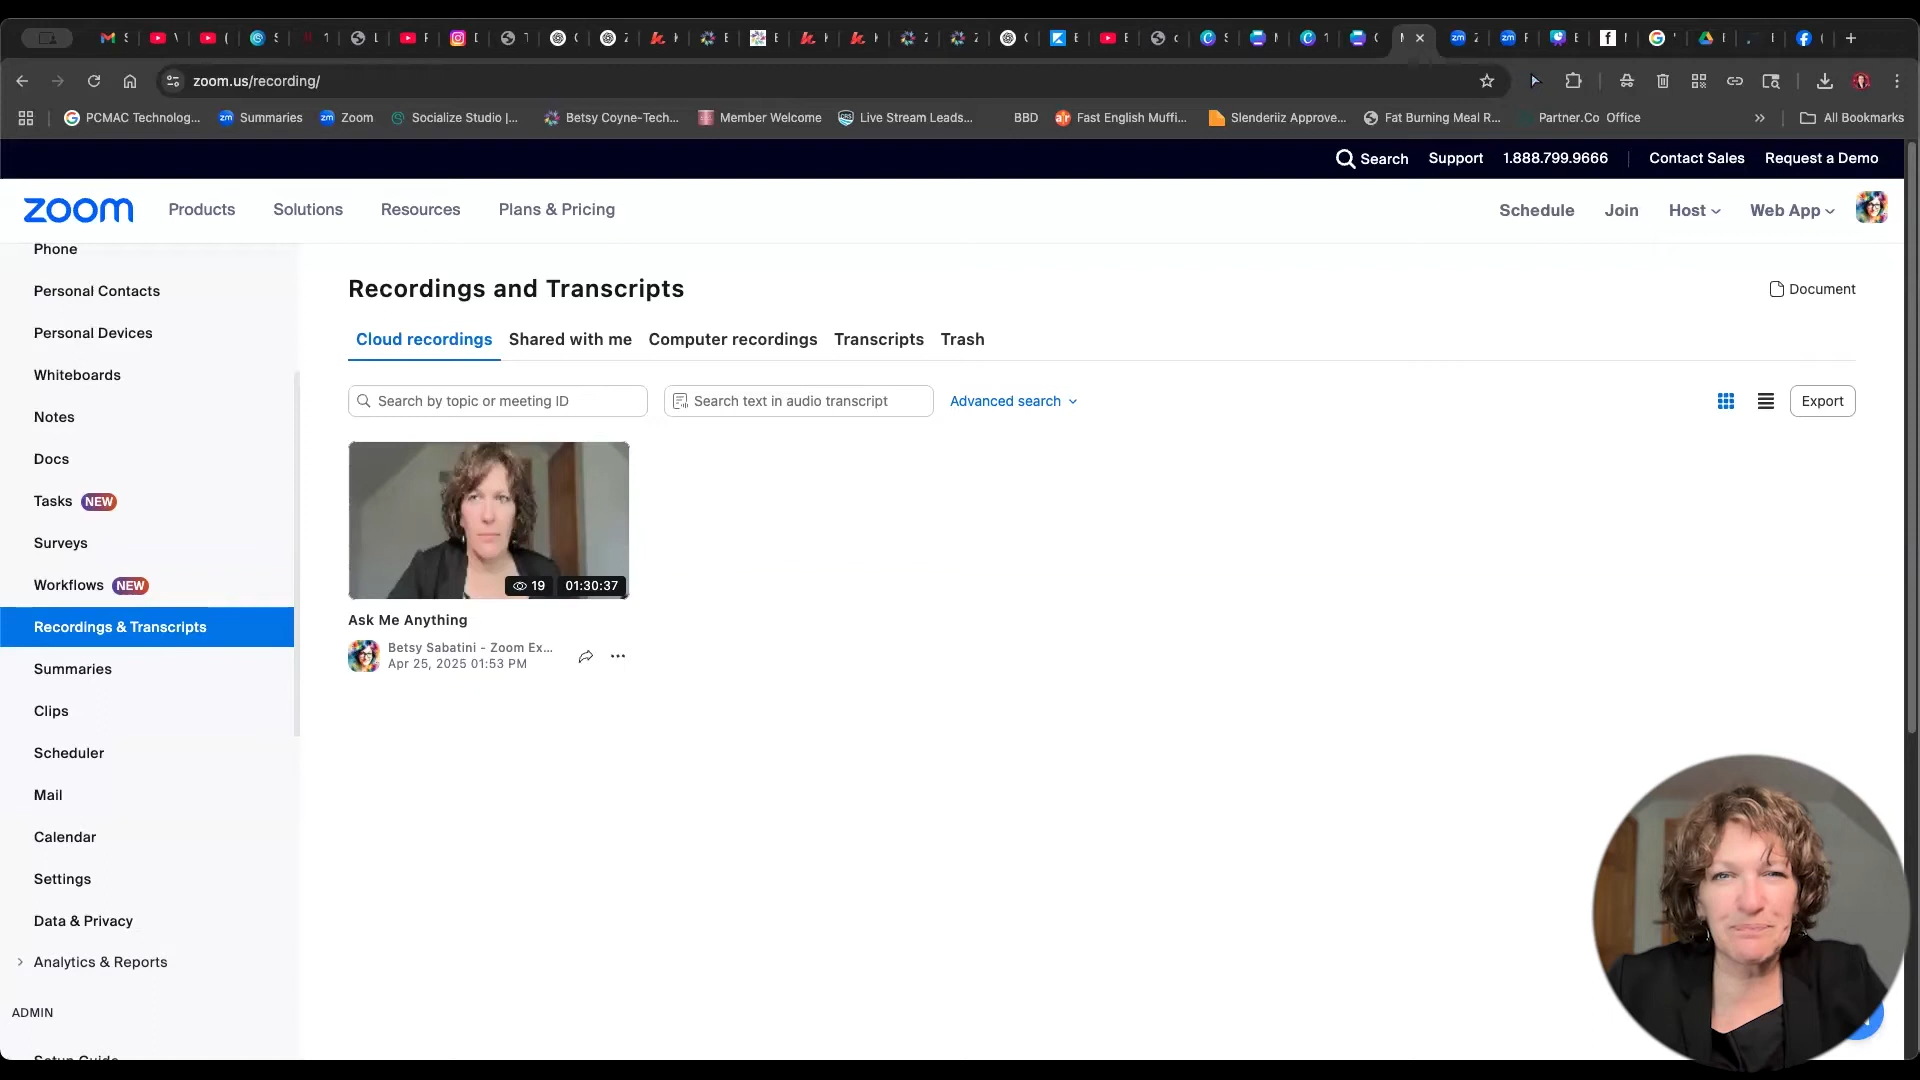 zoom.us/recording/
PCMAC Technolog...
Summaries
Zoom
Socialize Studio |...
Betsy Coyne-Tech...
Member Welcome
Live Stream Leads...
BBD
Fast English Muffi...
Slenderiiz Approve...
Fat Burning Meal R...
Partner.Co Office
All Bookmarks
Search
Support
1.888.799.9666
Contact Sales
Request a Demo
zoom
Products
Solutions
Resources
Plans & Pricing
Schedule
Join
Host
Web App
Phone
Personal Contacts
Personal Devices
Whiteboards
Notes
Docs
Tasks NEW
Surveys
Workflows NEW
Recordings & Transcripts
Summaries
Clips
Scheduler
Mail
Calendar
Settings
Data & Privacy
Analytics & Reports
ADMIN
Setup Guide
Recordings and Transcripts
Document
Cloud recordings
Shared with me
Computer recordings
Transcripts
Trash
Search by topic or meeting ID
Search text in audio transcript
Advanced search
Export
19
01:30:37
Ask Me Anything
Betsy Sabatini - Zoom Ex...
Apr 25, 2025 01:53 PM